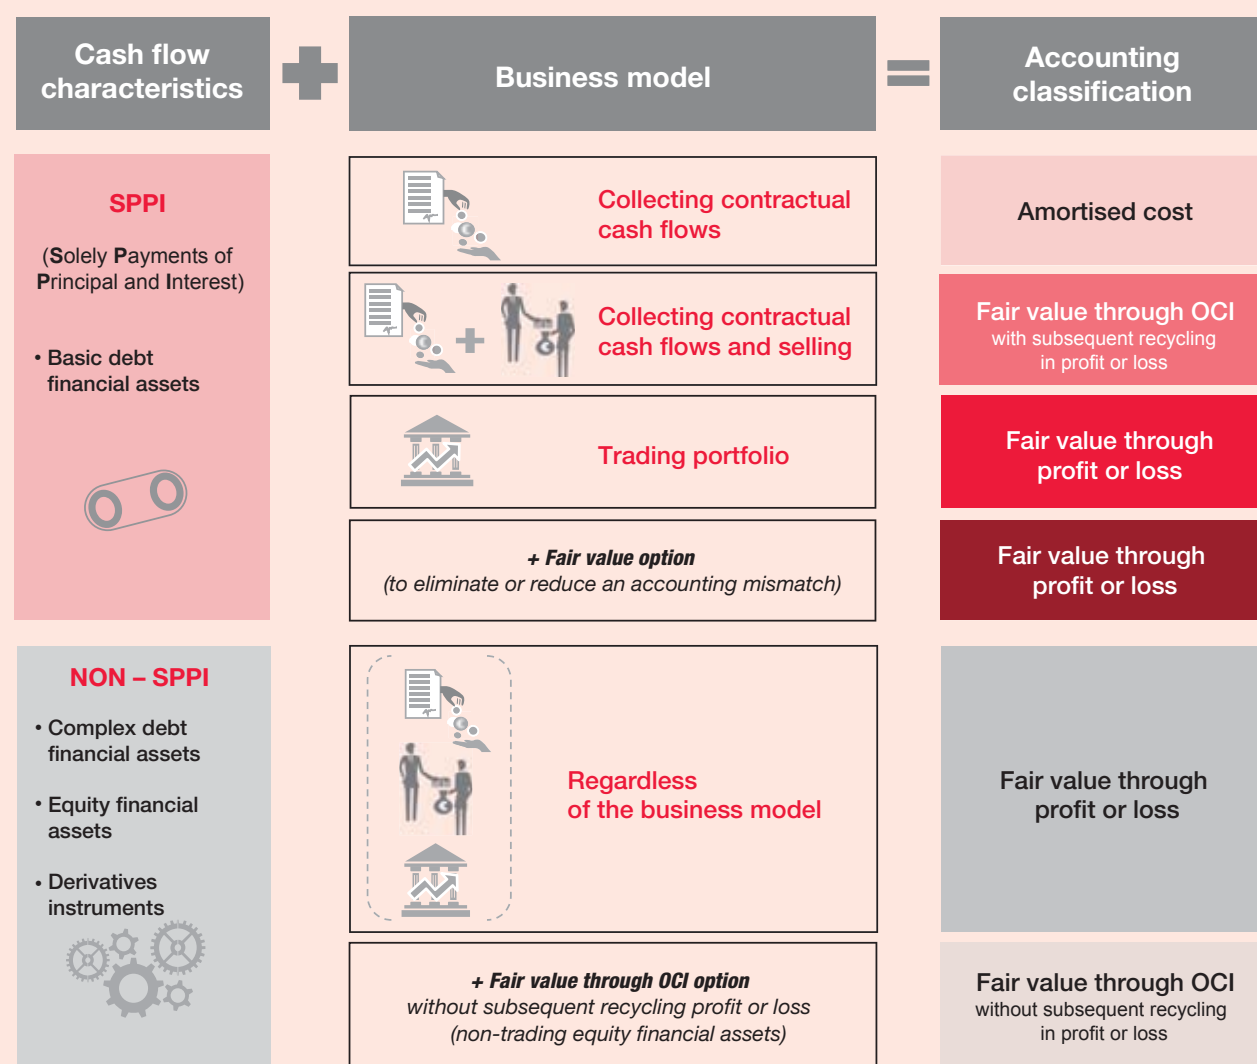 Cash flow
characteristics
Business model
Accounting
classification
SPPI
(Solely Payments of
Principal and Interest)
• Basic debt
financial assets
Collecting contractual
cash flows
Amortised cost
Collecting contractual
cash flows and selling
Fair value through OCI
with subsequent recycling
in profit or loss
Trading portfolio
Fair value through
profit or loss
+ Fair value option
(to eliminate or reduce an accounting mismatch)
Fair value through
profit or loss
NON – SPPI
• Complex debt
financial assets
• Equity financial
assets
• Derivatives
instruments
Regardless
of the business model
Fair value through
profit or loss
+ Fair value through OCI option
without subsequent recycling profit or loss
(non-trading equity financial assets)
Fair value through OCI
without subsequent recycling
in profit or loss